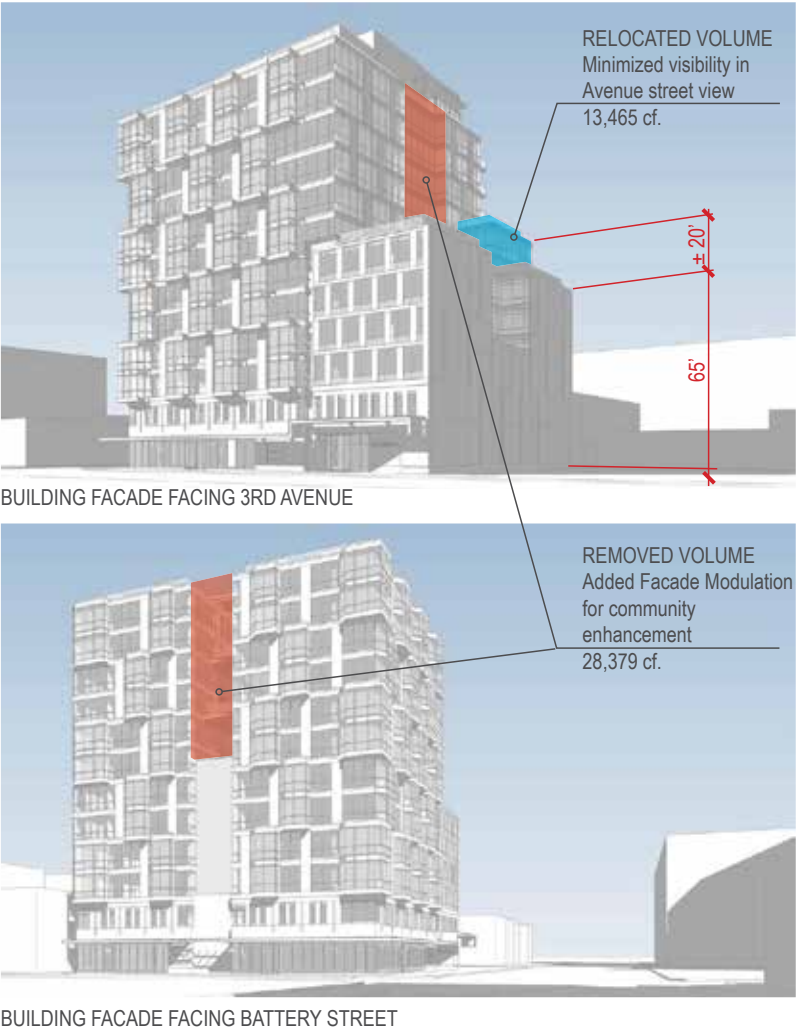 RELOCATED VOLUME
Minimized visibility in
Avenue street view
13,465 cf.
± 20'
65'
BUILDING FACADE FACING 3RD AVENUE
REMOVED VOLUME
Added Facade Modulation
for community
enhancement
28,379 cf.
BUILDING FACADE FACING BATTERY STREET